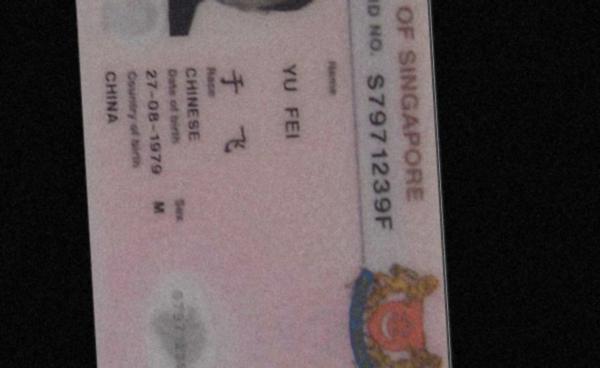 OF SINGAPORE
ID NO. S7971239F
Name
YU FEI
于 飞
Race
CHINESE
Date of birth Sex
27-08-1979 M
Country of birth
CHINA